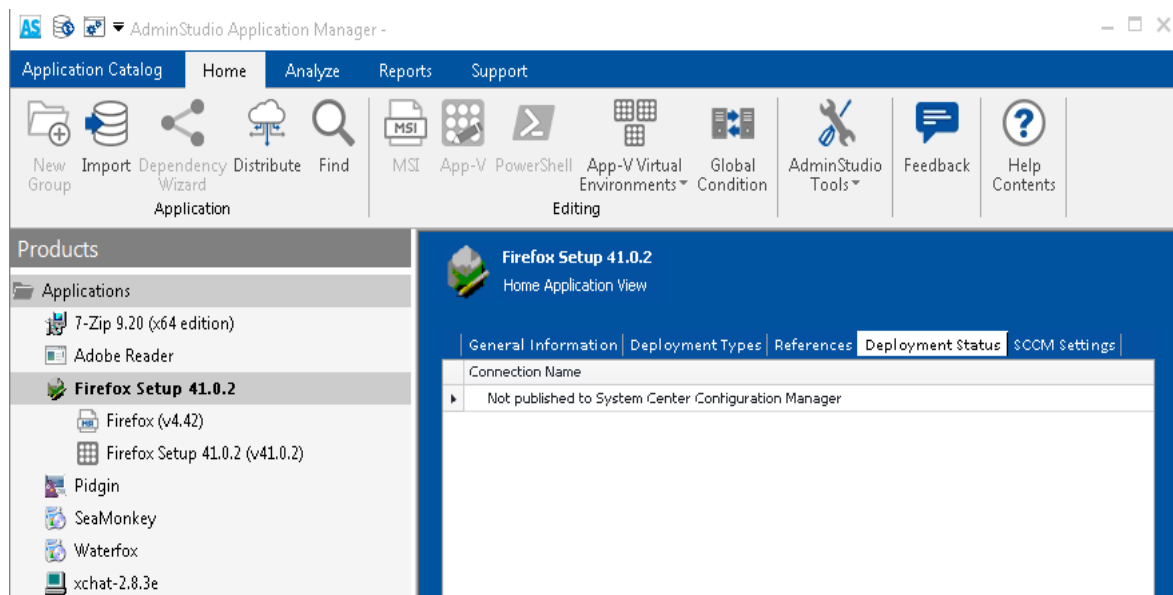 AS AdminStudio Application Manager -
Application Catalog Home Analyze Reports Support
New Group Import Dependency Wizard Distribute Find MSI App-V PowerShell App-V Virtual Environments Global Condition AdminStudio Tools Feedback Help Contents
MSI
Application Editing
Products
Applications
7-Zip 9.20 (x64 edition)
Adobe Reader
Firefox Setup 41.0.2
Firefox (v4.42)
Firefox Setup 41.0.2 (v41.0.2)
Pidgin
SeaMonkey
Waterfox
xchat-2.8.3e
Firefox Setup 41.0.2
Home Application View
General Information Deployment Types References Deployment Status SCCM Settings
Connection Name
Not published to System Center Configuration Manager